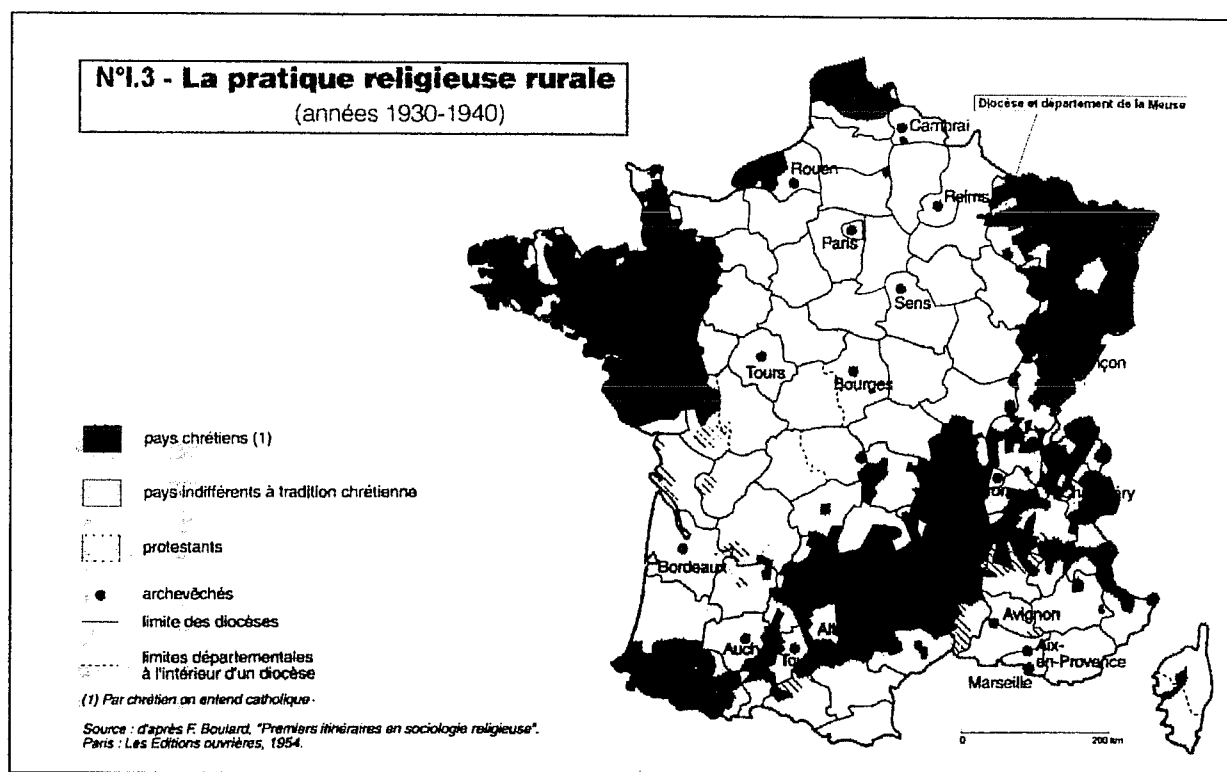 N°I.3 - La pratique religieuse rurale
(années 1930-1940)
Diocèse et département de la Meuse
Cambrai
Rouen
Reims
Paris
Sens
Tours
Bourges
Bordeaux
Auch
Avignon
Aix-
en-Provence
Marseille
pays chrétiens (1)
pays indifférents à tradition chrétienne
protestants
archevêchés
limite des diocèses
limites départementales
à l'intérieur d'un diocèse
(1) Par chrétien on entend catholique.
Source : d'après F. Boulard, "Premiers itinéraires en sociologie religieuse".
Paris : Les Editions ouvrières, 1954.
0 200 km